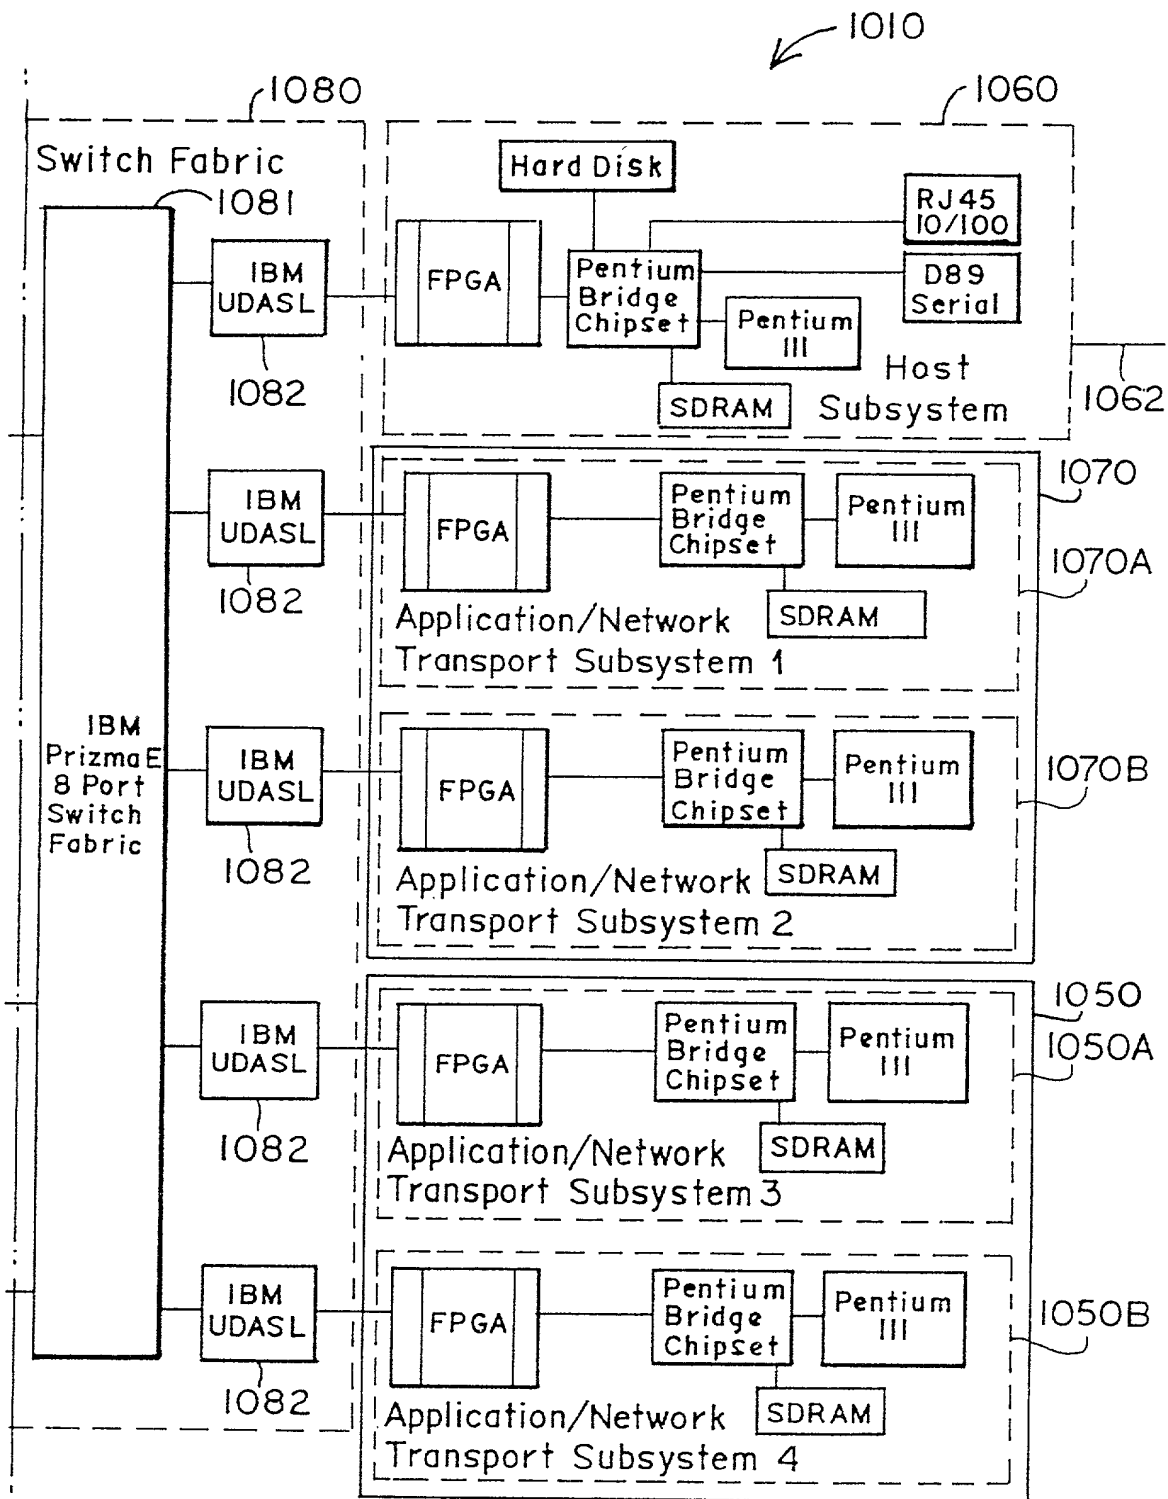 1010
1080
1060
Switch Fabric
1081
Hard Disk
RJ45
10/100
IBM
UDASL
FPGA
Pentium
Bridge
Chipset
D89
Serial
Pentium
III
1082
SDRAM
Host
Subsystem
1062
1070
IBM
UDASL
FPGA
Pentium
Bridge
Chipset
Pentium
III
1070A
1082
SDRAM
Application/Network
Transport Subsystem 1
IBM
PrizmaE
8 Port
Switch
Fabric
IBM
UDASL
FPGA
Pentium
Bridge
Chipset
Pentium
III
1070B
1082
SDRAM
Application/Network
Transport Subsystem 2
1050
IBM
UDASL
FPGA
Pentium
Bridge
Chipset
Pentium
III
1050A
1082
SDRAM
Application/Network
Transport Subsystem 3
IBM
UDASL
FPGA
Pentium
Bridge
Chipset
Pentium
III
1050B
1082
SDRAM
Application/Network
Transport Subsystem 4